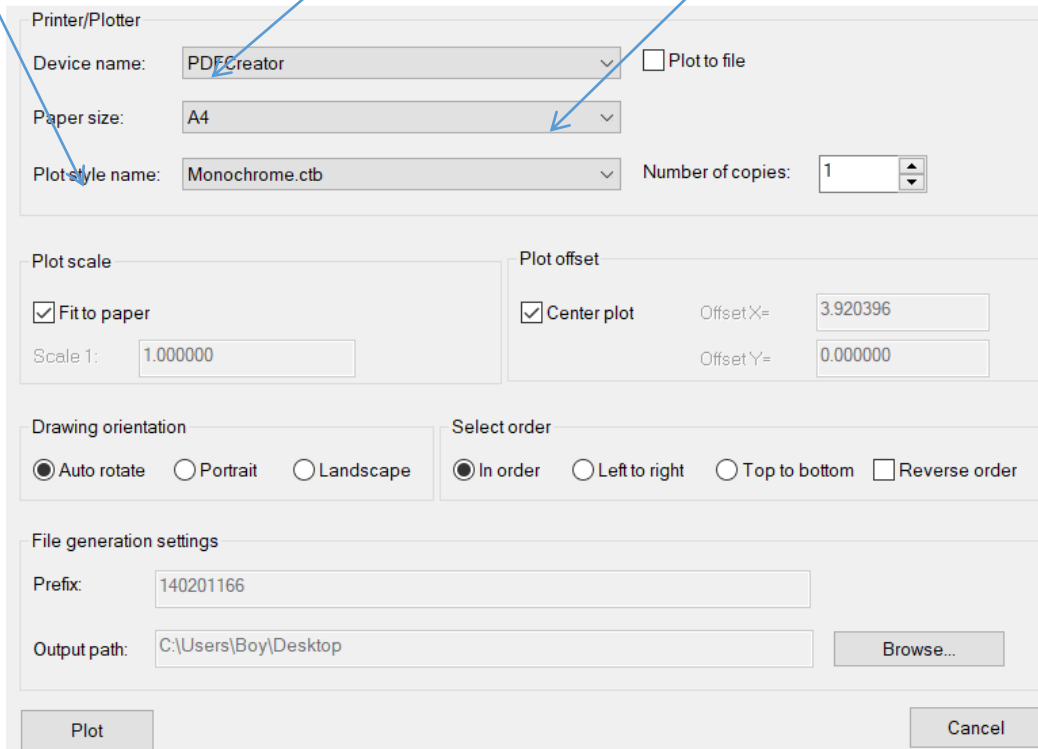 Printer/Plotter
Device name: PDFCreator Plot to file
Paper size: A4
Plot style name: Monochrome.ctb Number of copies: 1
Plot scale Plot offset
Fit to paper Center plot Offset X= 3.920396
Scale 1: 1.000000 Offset Y= 0.000000
Drawing orientation Select order
Auto rotate Portrait Landscape In order Left to right Top to bottom Reverse order
File generation settings
Prefix: 140201166
Output path: C:\Users\Boy\Desktop Browse...
Plot Cancel